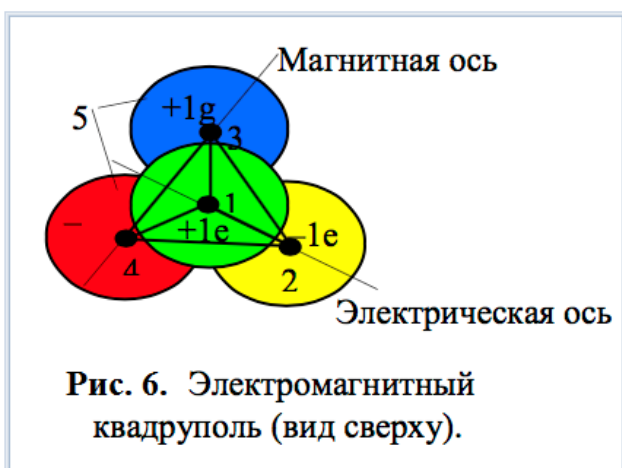 Магнитная ось
+1g
5
3
1
–
+1e
–1e
4
2
Электрическая ось
Рис. 6. Электромагнитный
квадруполь (вид сверху).